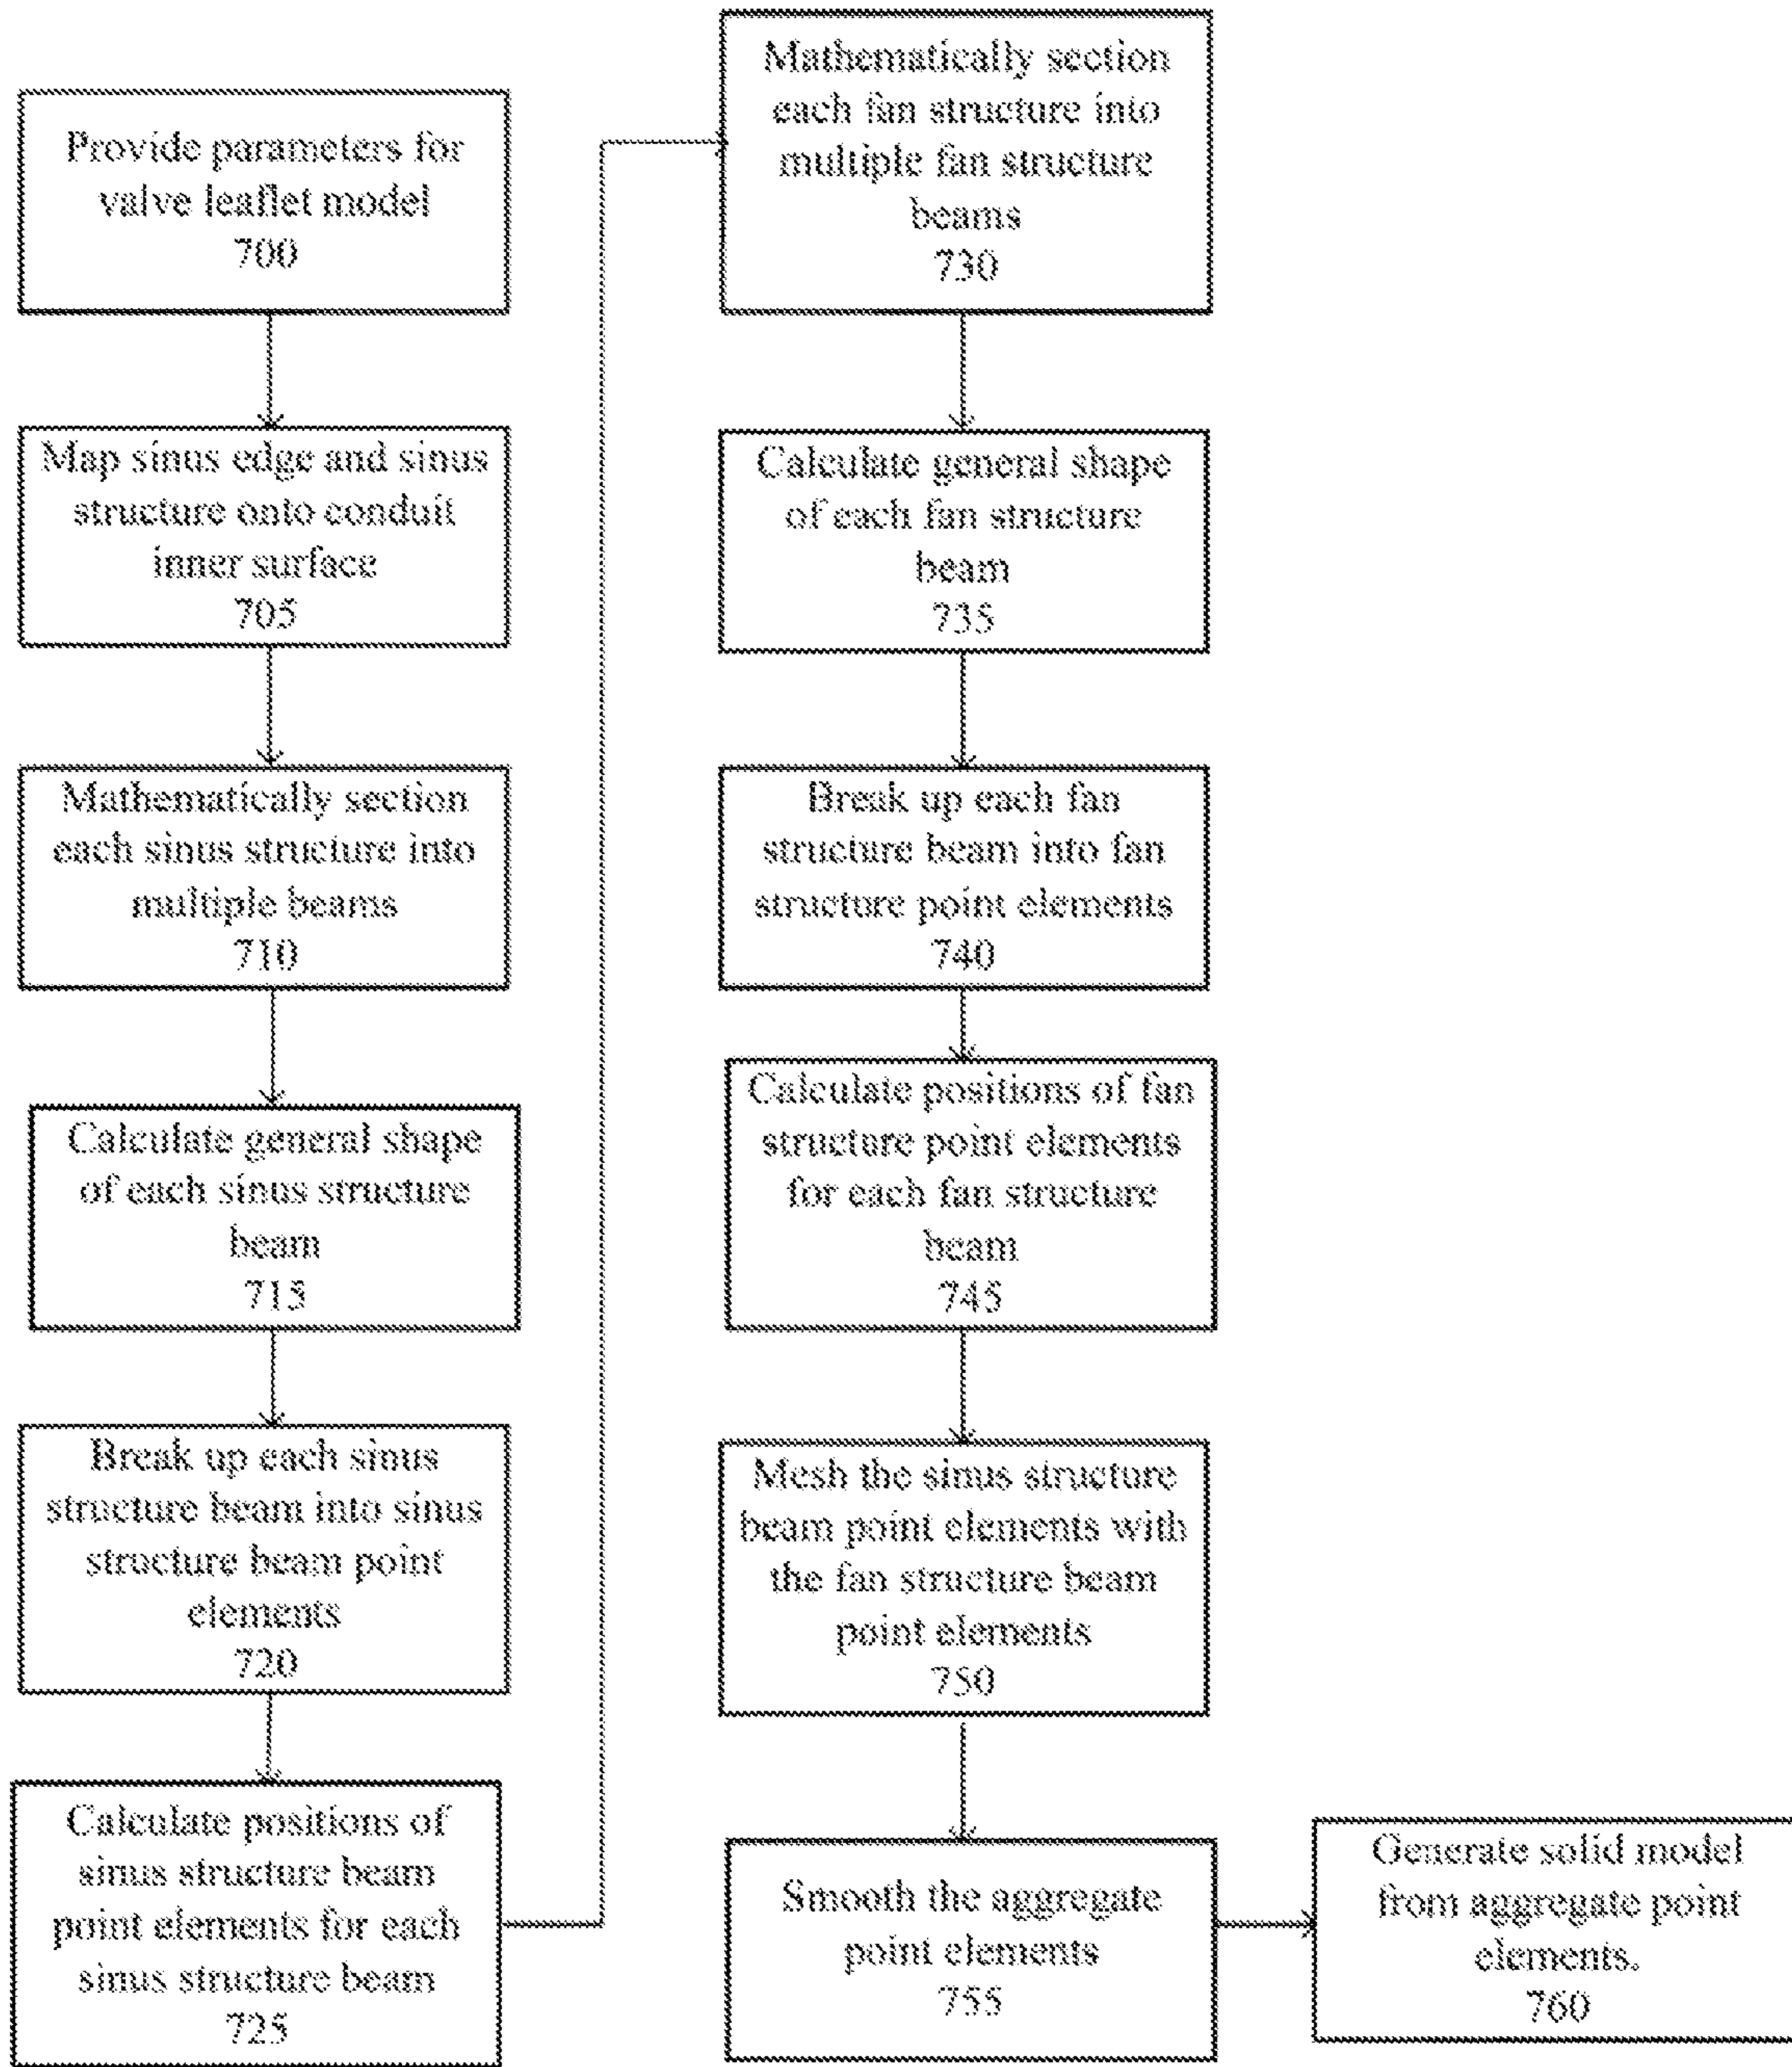 Provide parameters for
valve leaflet model
700
Map sinus edge and sinus
structure onto conduit
inner surface
705
Mathematically section
each sinus structure into
multiple beams
710
Calculate general shape
of each sinus structure
beam
715
Break up each sinus
structure beam into sinus
structure beam point
elements
720
Calculate positions of
sinus structure beam
point elements for each
sinus structure beam
725
Mathematically section
each fan structure into
multiple fan structure
beams
730
Calculate general shape
of each fan structure
beam
735
Break up each fan
structure beam into fan
structure point elements
740
Calculate positions of fan
structure point elements
for each fan structure
beam
745
Mesh the sinus structure
beam point elements with
the fan structure beam
point elements
750
Smooth the aggregate
point elements
755
Generate solid model
from aggregate point
elements.
760